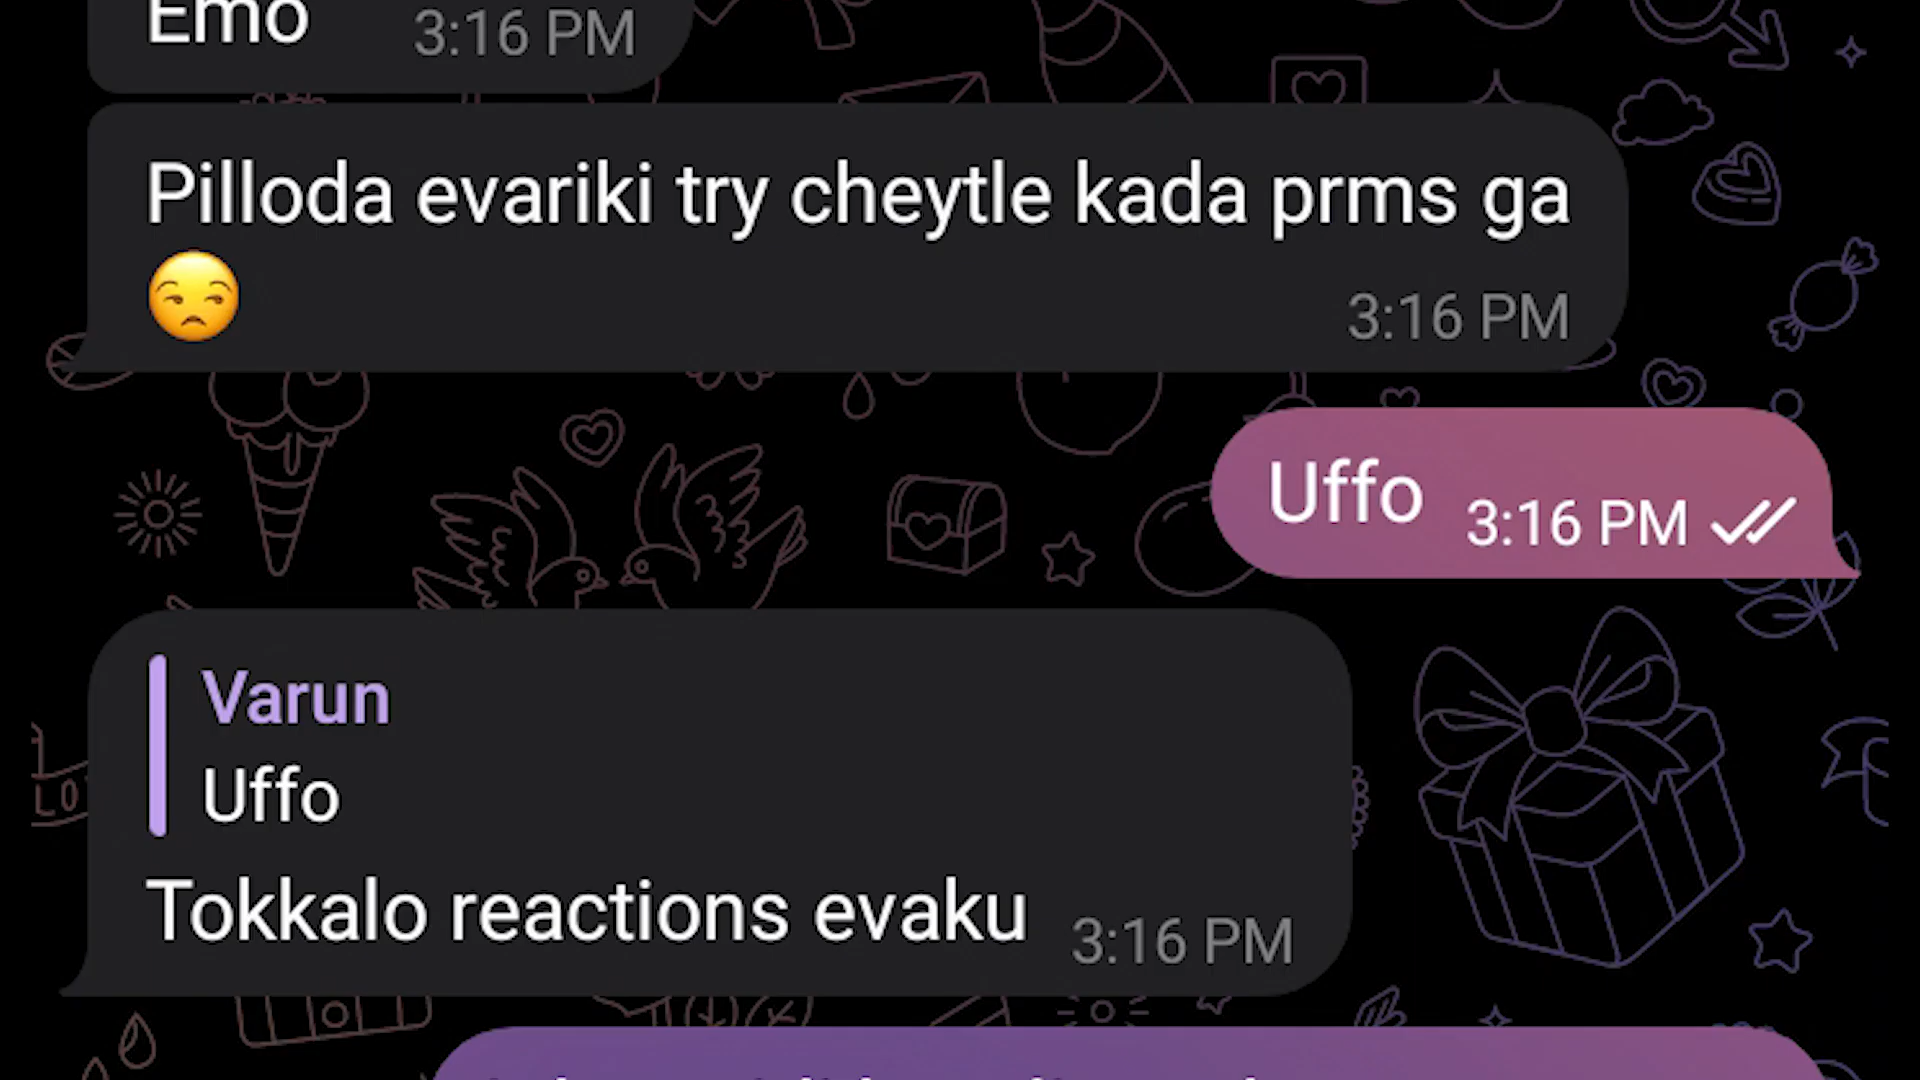 Emo 3:16 PM
Pilloda evariki try cheytle kada prms ga
😒 3:16 PM
Uffo 3:16 PM
Varun
Uffo
Tokkalo reactions evaku 3:16 PM
LO